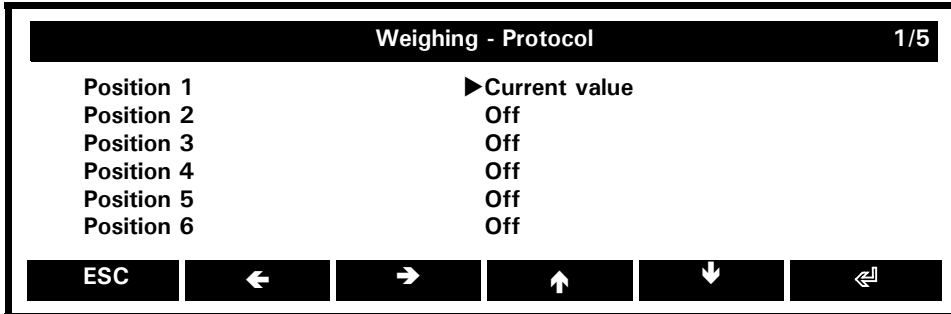 Weighing - Protocol 1/5
Position 1 ▶Current value
Position 2 Off
Position 3 Off
Position 4 Off
Position 5 Off
Position 6 Off
ESC ← → ↑ ↓ ↵